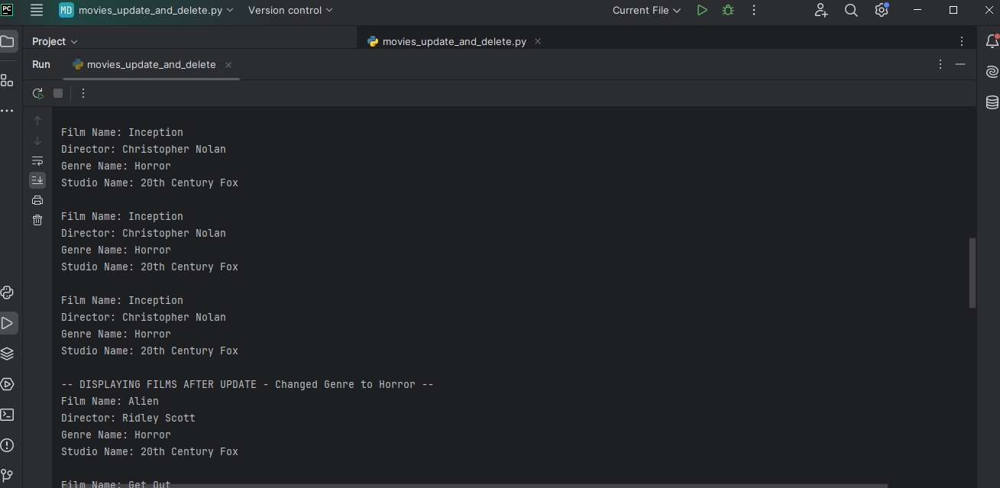 PC
MD movies_update_and_delete.py Version control Current File
Project movies_update_and_delete.py
Run movies_update_and_delete
Film Name: Inception
Director: Christopher Nolan
Genre Name: Horror
Studio Name: 20th Century Fox
Film Name: Inception
Director: Christopher Nolan
Genre Name: Horror
Studio Name: 20th Century Fox
Film Name: Inception
Director: Christopher Nolan
Genre Name: Horror
Studio Name: 20th Century Fox
-- DISPLAYING FILMS AFTER UPDATE - Changed Genre to Horror --
Film Name: Alien
Director: Ridley Scott
Genre Name: Horror
Studio Name: 20th Century Fox
Film Name: Get Out